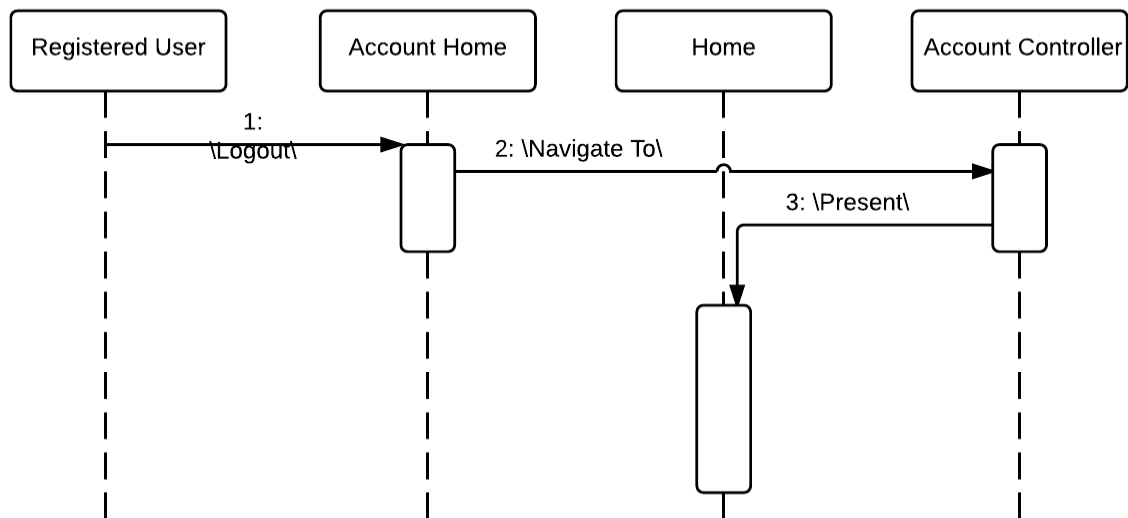 Registered User
Account Home
Home
Account Controller
1:
\Logout\
2: \Navigate To\
3: \Present\